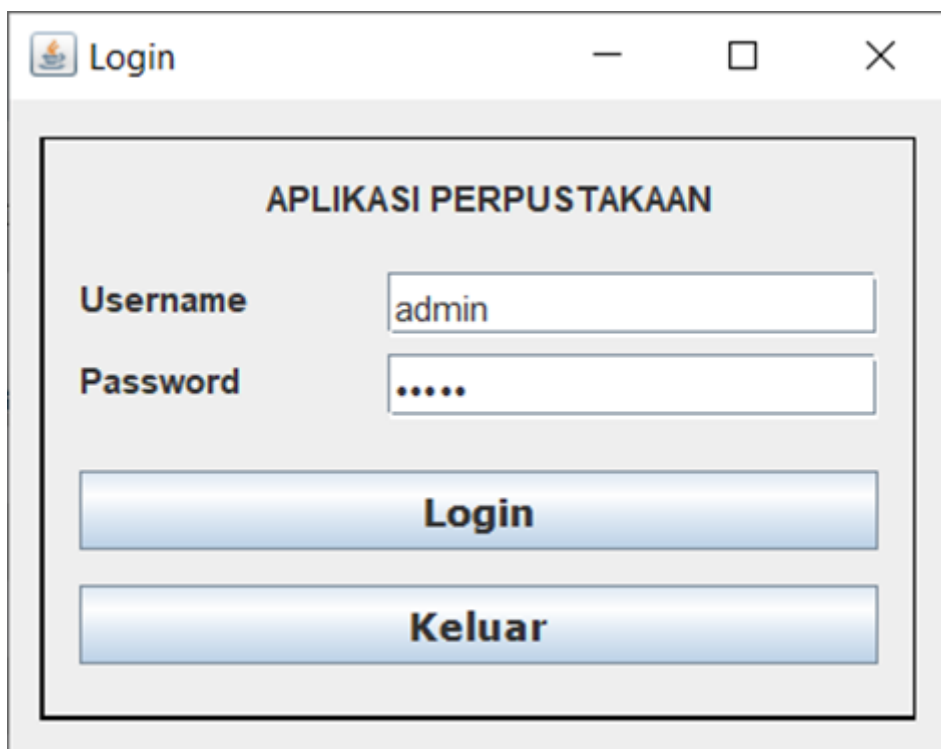 Login
APLIKASI PERPUSTAKAAN
Username admin
Password •••••
Login
Keluar